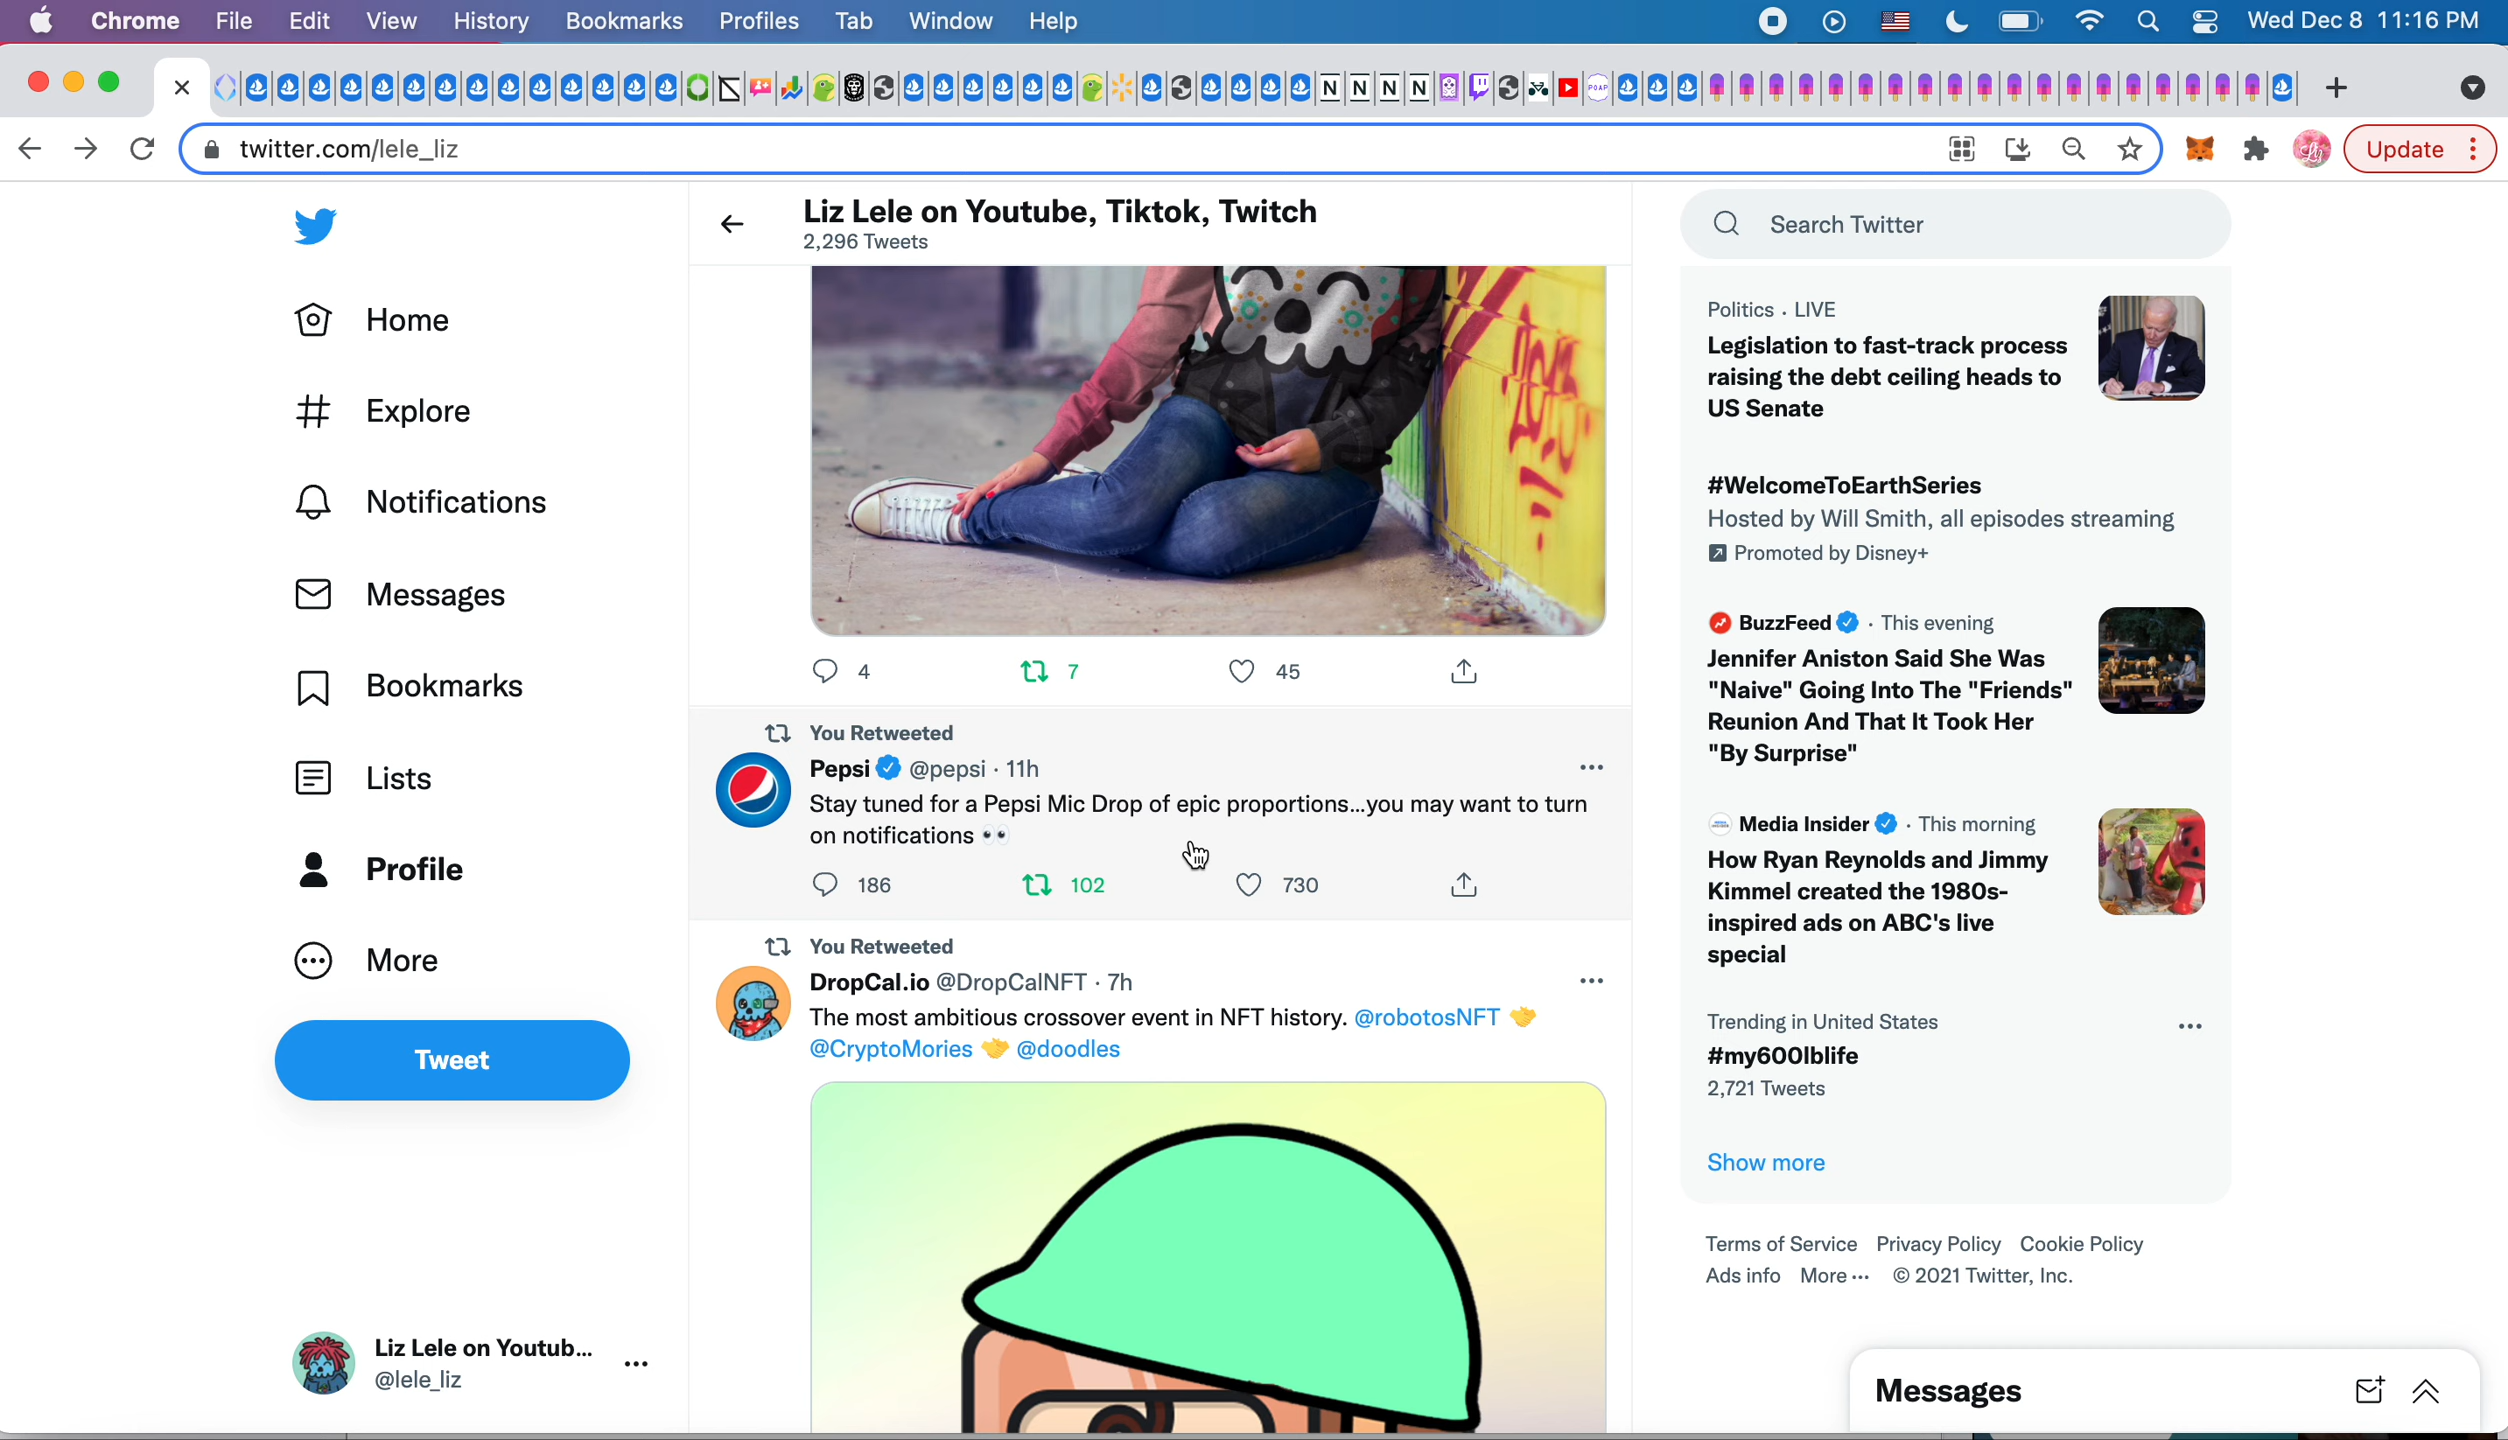 Chrome File Edit View History Bookmarks Profiles Tab Window Help Wed Dec 8 11:16 PM
twitter.com/lele_liz Update
Home
Explore
Notifications
Messages
Bookmarks
Lists
Profile
More
Tweet
Liz Lele on Youtub...
@lele_liz
Liz Lele on Youtube, Tiktok, Twitch
2,296 Tweets
4 7 45
You Retweeted
Pepsi @pepsi · 11h
Stay tuned for a Pepsi Mic Drop of epic proportions...you may want to turn
on notifications 👀
186 102 730
You Retweeted
DropCal.io @DropCalNFT · 7h
The most ambitious crossover event in NFT history. @robotosNFT 🤝
@CryptoMories 🤝 @doodles
Search Twitter
Politics · LIVE
Legislation to fast-track process
raising the debt ceiling heads to
US Senate
#WelcomeToEarthSeries
Hosted by Will Smith, all episodes streaming
Promoted by Disney+
BuzzFeed · This evening
Jennifer Aniston Said She Was
"Naive" Going Into The "Friends"
Reunion And That It Took Her
"By Surprise"
Media Insider · This morning
How Ryan Reynolds and Jimmy
Kimmel created the 1980s-
inspired ads on ABC's live
special
Trending in United States
#my600lblife
2,721 Tweets
Show more
Terms of Service Privacy Policy Cookie Policy
Ads info More ··· © 2021 Twitter, Inc.
Messages